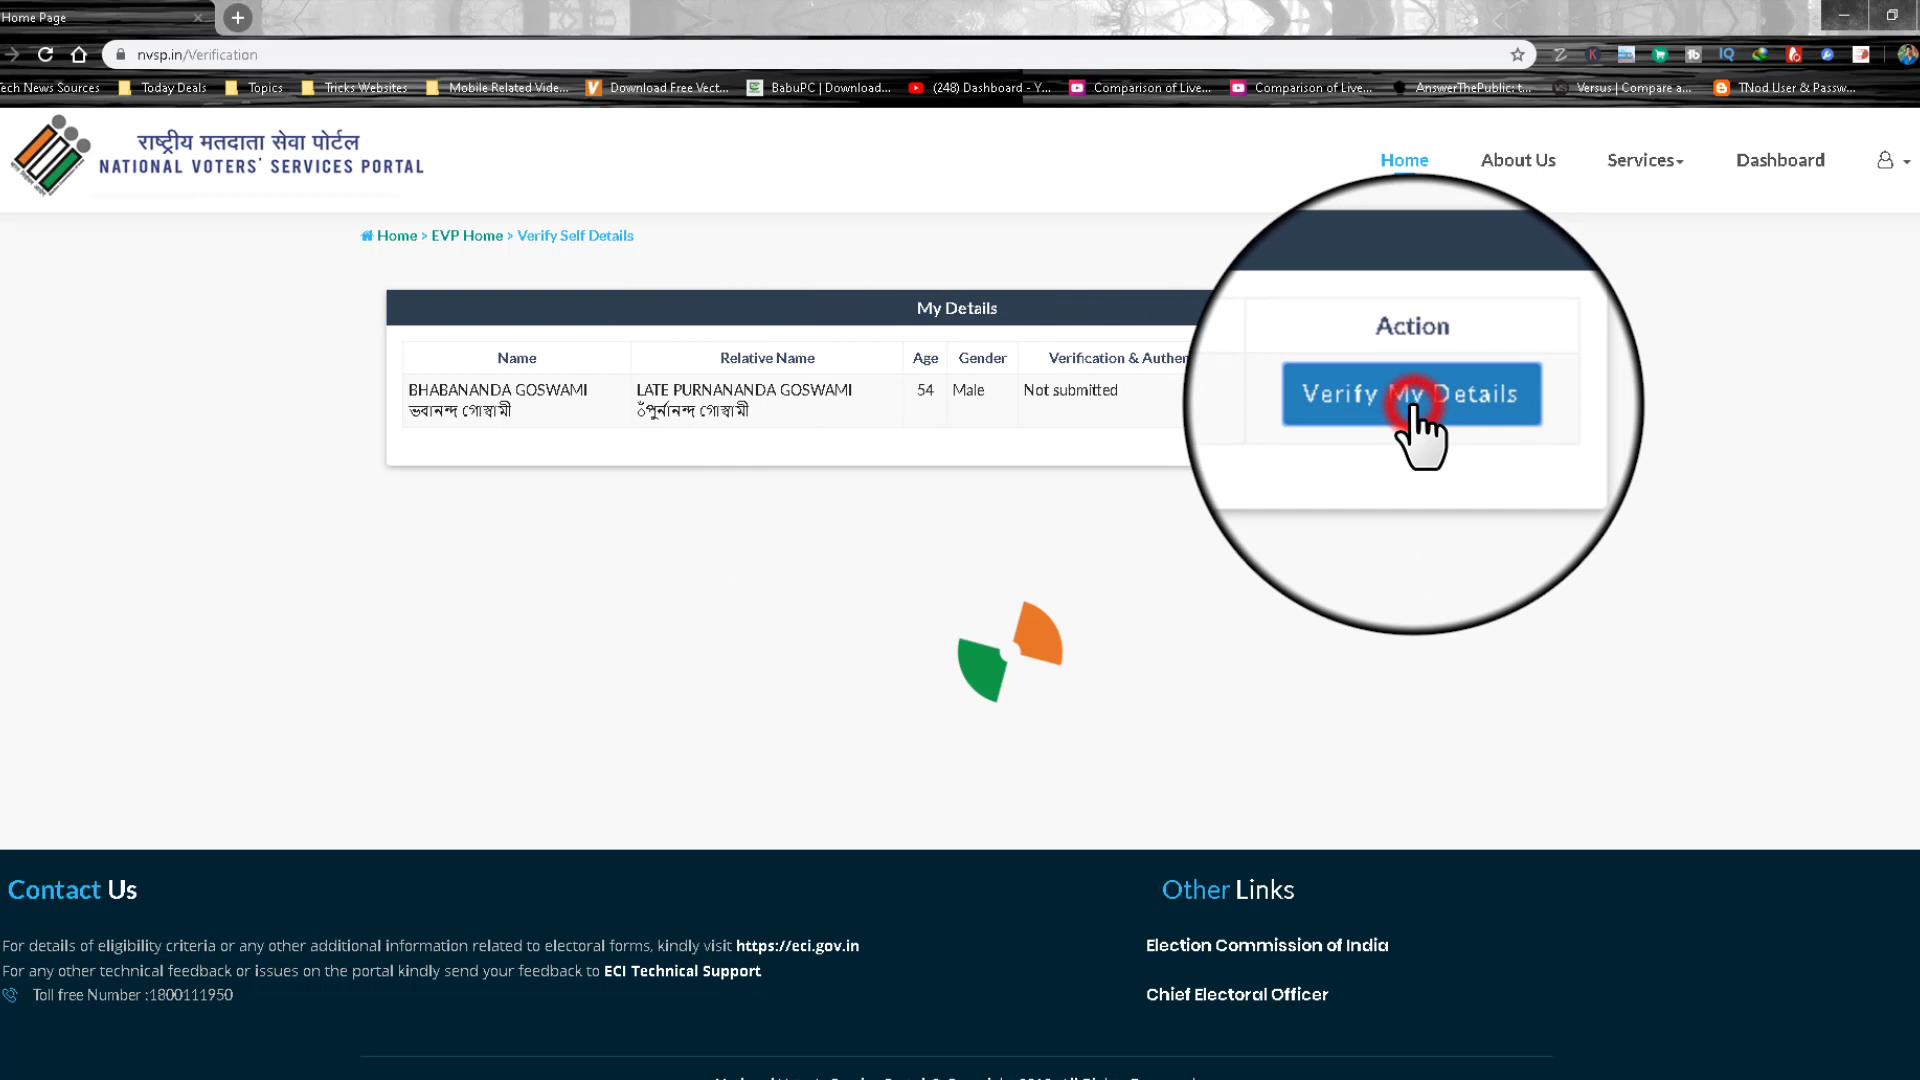 Home Page
nvsp.in/Verification
ech News Sources Today Deals Topics Tricks Websites Mobile Related Vide... Download Free Vect... BabuPC | Download... (248) Dashboard - Y... Comparison of Live... Comparison of Live... AnswerThePublic: t... Versus | Compare a... TNod User & Passw...
राष्ट्रीय मतदाता सेवा पोर्टल
NATIONAL VOTERS' SERVICES PORTAL
Home About Us Services Dashboard
Home > EVP Home > Verify Self Details
My Details
Name Relative Name Age Gender Verification & Authen Action
BHABANANDA GOSWAMI LATE PURNANANDA GOSWAMI 54 Male Not submitted Verify My Details
ভবানন্দ গোস্বামী ঁপুর্নানন্দ গোস্বামী
Contact Us
For details of eligibility criteria or any other additional information related to electoral forms, kindly visit https://eci.gov.in
For any other technical feedback or issues on the portal kindly send your feedback to ECI Technical Support
Toll free Number :1800111950
Other Links
Election Commission of India
Chief Electoral Officer